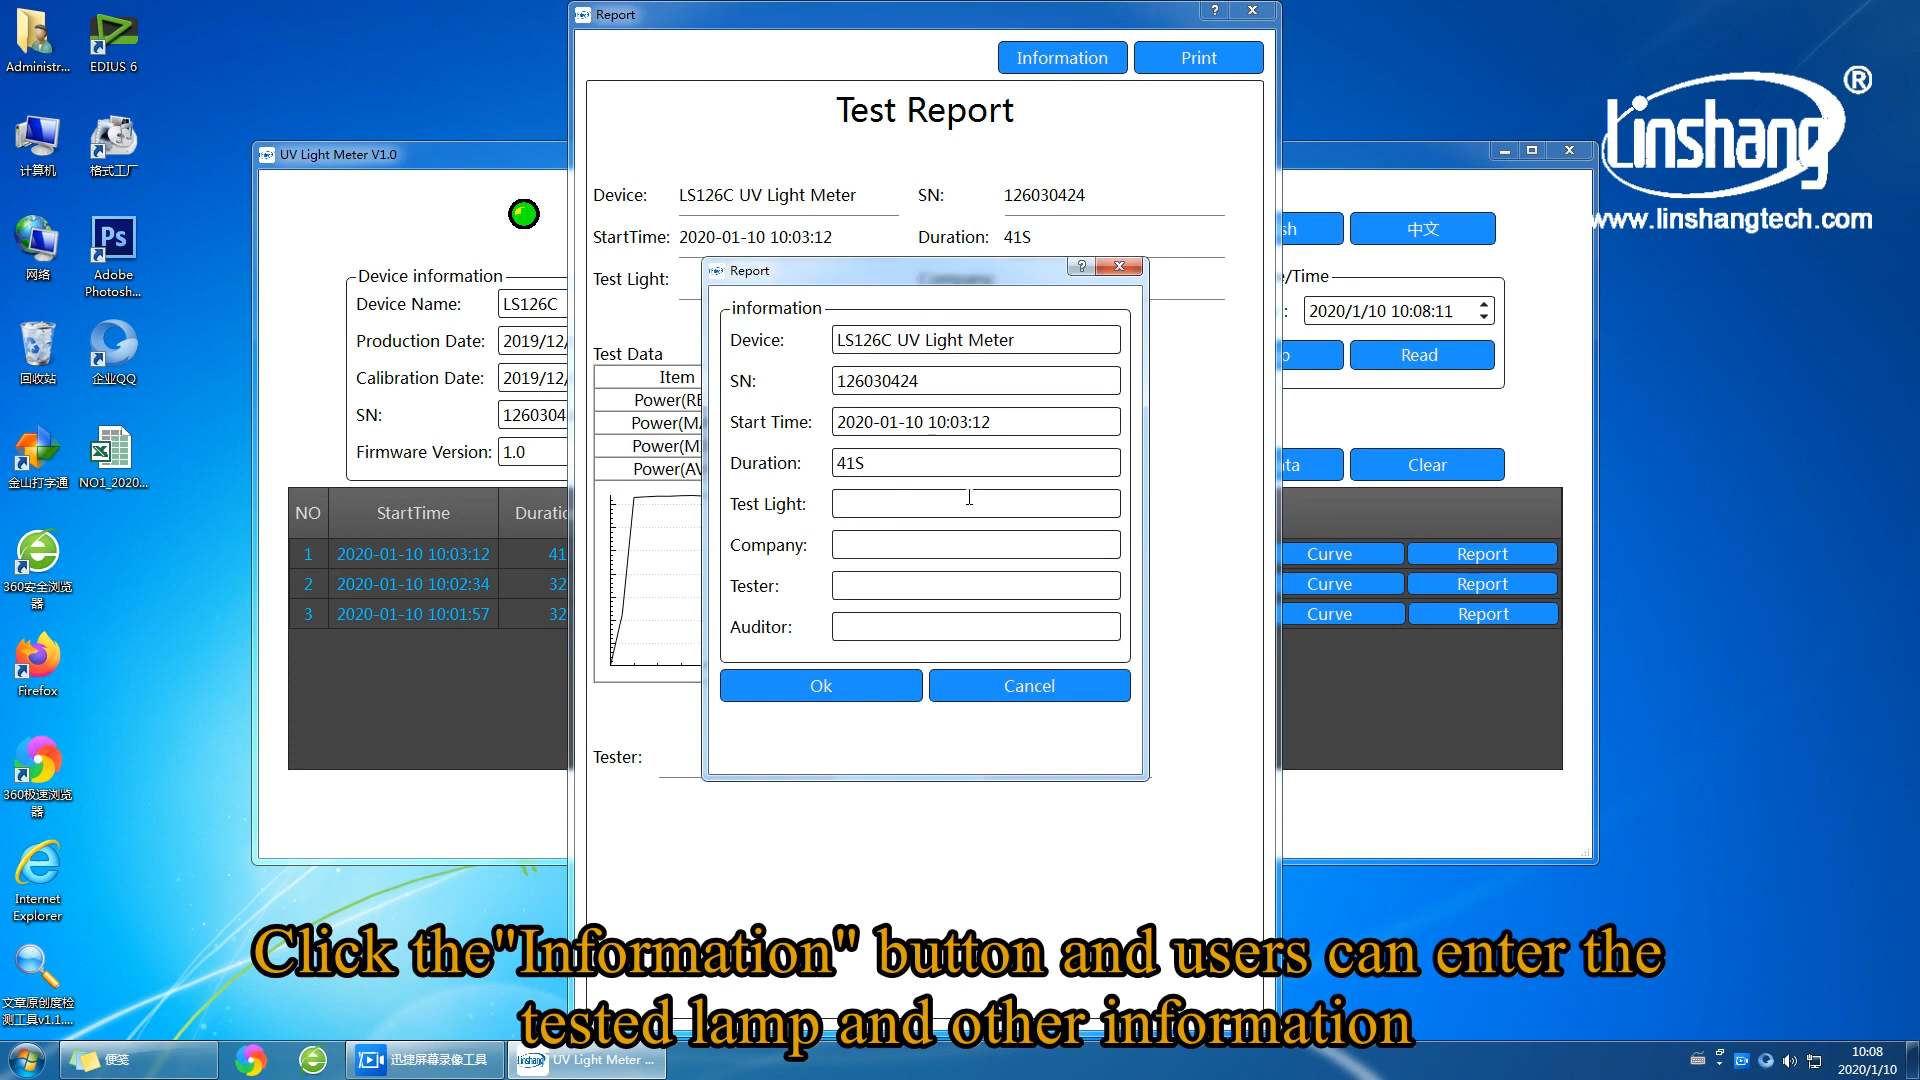 Administr...
EDIUS 6
计算机
格式工厂
网络
Ps
Adobe
Photosh...
回收站
企业QQ
金山打字通
NO1_2020...
360安全浏览
器
Firefox
360极速浏览
器
Internet
Explorer
文章原创度检
测工具v1.1....
UV Light Meter V1.0
Device information
Device Name:
LS126C
Production Date:
2019/12/
Calibration Date:
2019/12/
SN:
1260304
Firmware Version:
1.0
NO StartTime Duratio
1 2020-01-10 10:03:12 41
2 2020-01-10 10:02:34 32
3 2020-01-10 10:01:57 32
Report
Information
Print
Test Report
Device: LS126C UV Light Meter SN: 126030424
StartTime: 2020-01-10 10:03:12 Duration: 41S
Test Light:
Test Data
Item
Power(RE
Power(MA
Power(M
Power(AV
Tester:
Report
information
Device: LS126C UV Light Meter
SN: 126030424
Start Time: 2020-01-10 10:03:12
Duration: 41S
Test Light:
Company:
Tester:
Auditor:
Ok
Cancel
sh
中文
e/Time
: 2020/1/10 10:08:11
Read
ta
Clear
Curve Report
Curve Report
Curve Report
Linshang®
www.linshangtech.com
Click the"Information" button and users can enter the
tested lamp and other information
便笺
迅捷屏幕录像工具
linshang
UV Light Meter ...
10:08
2020/1/10